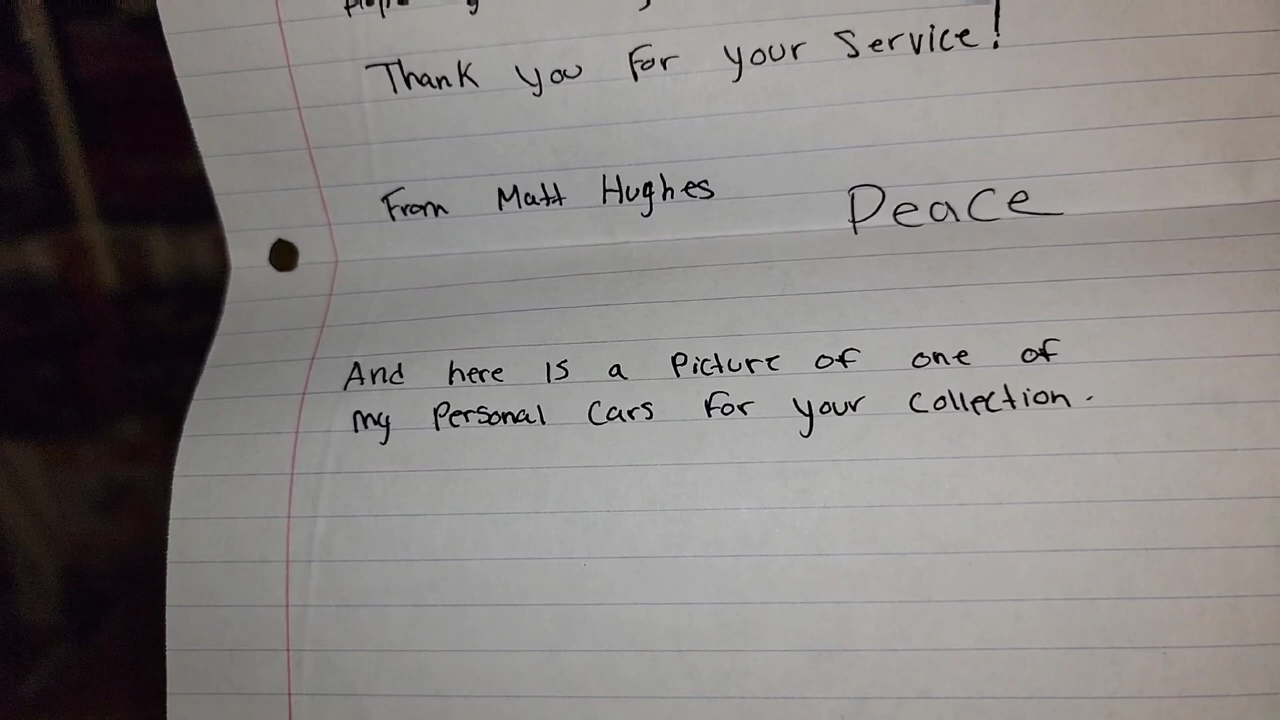 Thank you for your Service!
From Matt Hughes Peace
And here is a Picture of one of
my Personal Cars for your Collection.